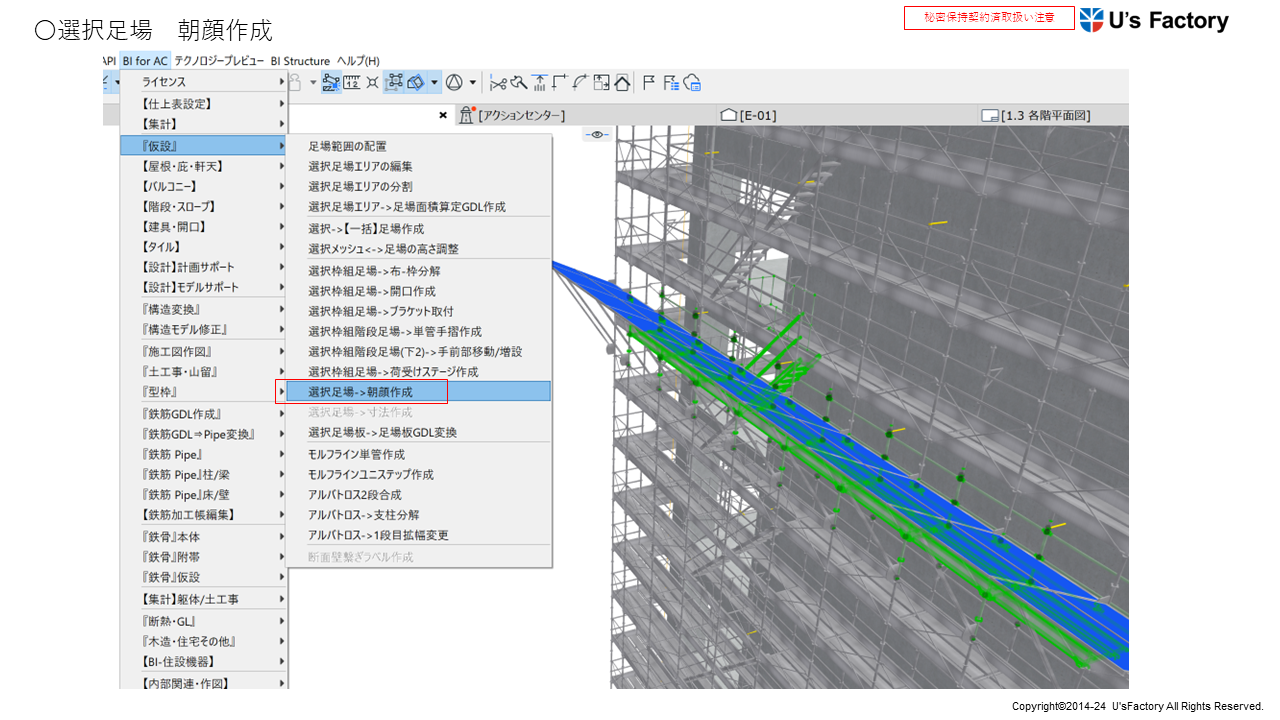 〇選択足場　朝顔作成
秘密保持契約済取扱い注意
U's Factory
API BI for AC テクノロジープレビュー BI Structure ヘルプ(H)
ライセンス
【仕上表設定】
【集計】
『仮設』
【屋根・庇・軒天】
【バルコニー】
【階段・スロープ】
【建具・開口】
【タイル】
【設計】計画サポート
【設計】モデルサポート
『構造変換』
『構造モデル修正』
『施工図作図』
『土工事・山留』
『型枠』
『鉄筋GDL作成』
『鉄筋GDL⇒Pipe変換』
『鉄筋 Pipe』
『鉄筋 Pipe』柱/梁
『鉄筋 Pipe』床/壁
【鉄筋加工帳編集】
『鉄骨』本体
『鉄骨』附帯
『鉄骨』仮設
【集計】躯体/土工事
『断熱・GL』
『木造・住宅その他』
【BI-住設機器】
【内部関連・作図】
足場範囲の配置
選択足場エリアの編集
選択足場エリアの分割
選択足場エリア->足場面積算定GDL作成
選択->【一括】足場作成
選択メッシュ<->足場の高さ調整
選択枠組足場->布-枠分解
選択枠組足場->開口作成
選択枠組足場->ブラケット取付
選択枠組階段足場->単管手摺作成
選択枠組階段足場(下2)->手前部移動/増設
選択枠組足場->荷受けステージ作成
選択足場->朝顔作成
選択足場->寸法作成
選択足場板->足場板GDL変換
モルフライン単管作成
モルフラインユニステップ作成
アルバトロス2段合成
アルバトロス->支柱分解
アルバトロス->1段目拡幅変更
断面壁繋ぎラベル作成
[アクションセンター]
[E-01]
[1.3 各階平面図]
Copyright©2014-24 U'sFactory All Rights Reserved.